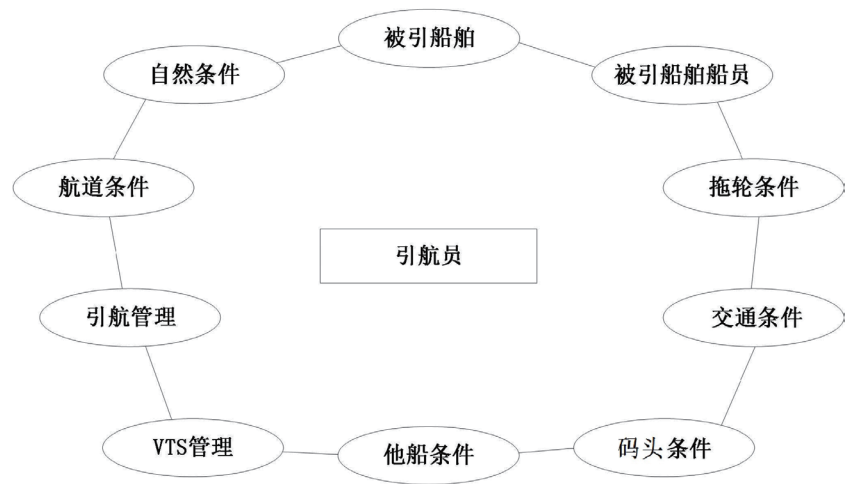 被引船舶
自然条件
被引船舶船员
航道条件
拖轮条件
引航员
引航管理
交通条件
VTS管理
他船条件
码头条件